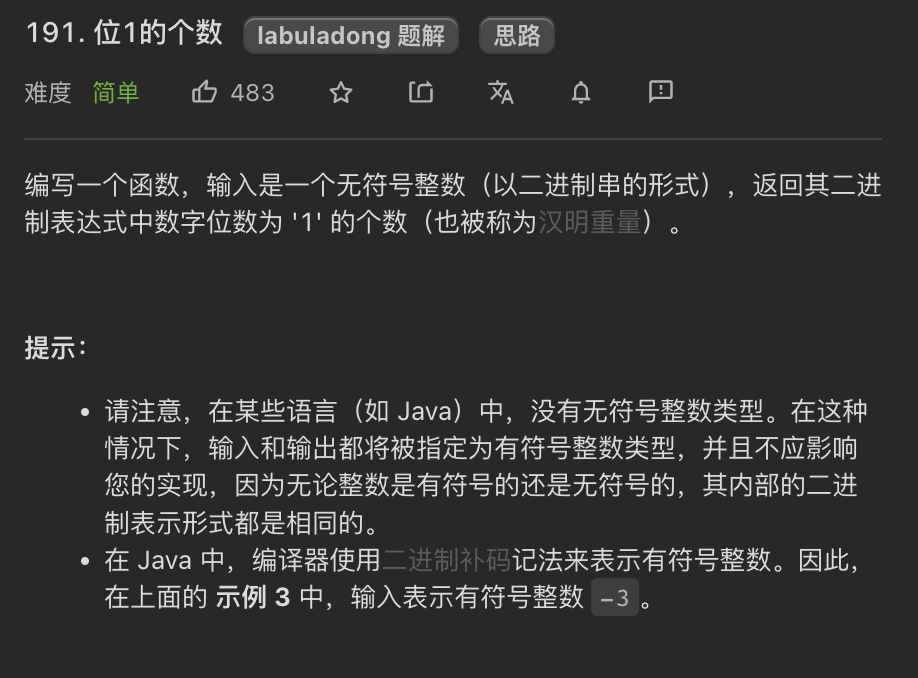 191. 位1的个数 labuladong 题解 思路
难度 简单 483
编写一个函数，输入是一个无符号整数（以二进制串的形式），返回其二进
制表达式中数字位数为 '1' 的个数（也被称为汉明重量）。
提示：
• 请注意，在某些语言（如 Java）中，没有无符号整数类型。在这种
情况下，输入和输出都将被指定为有符号整数类型，并且不应影响
您的实现，因为无论整数是有符号的还是无符号的，其内部的二进
制表示形式都是相同的。
• 在 Java 中，编译器使用二进制补码记法来表示有符号整数。因此，
在上面的 示例 3 中，输入表示有符号整数 -3。